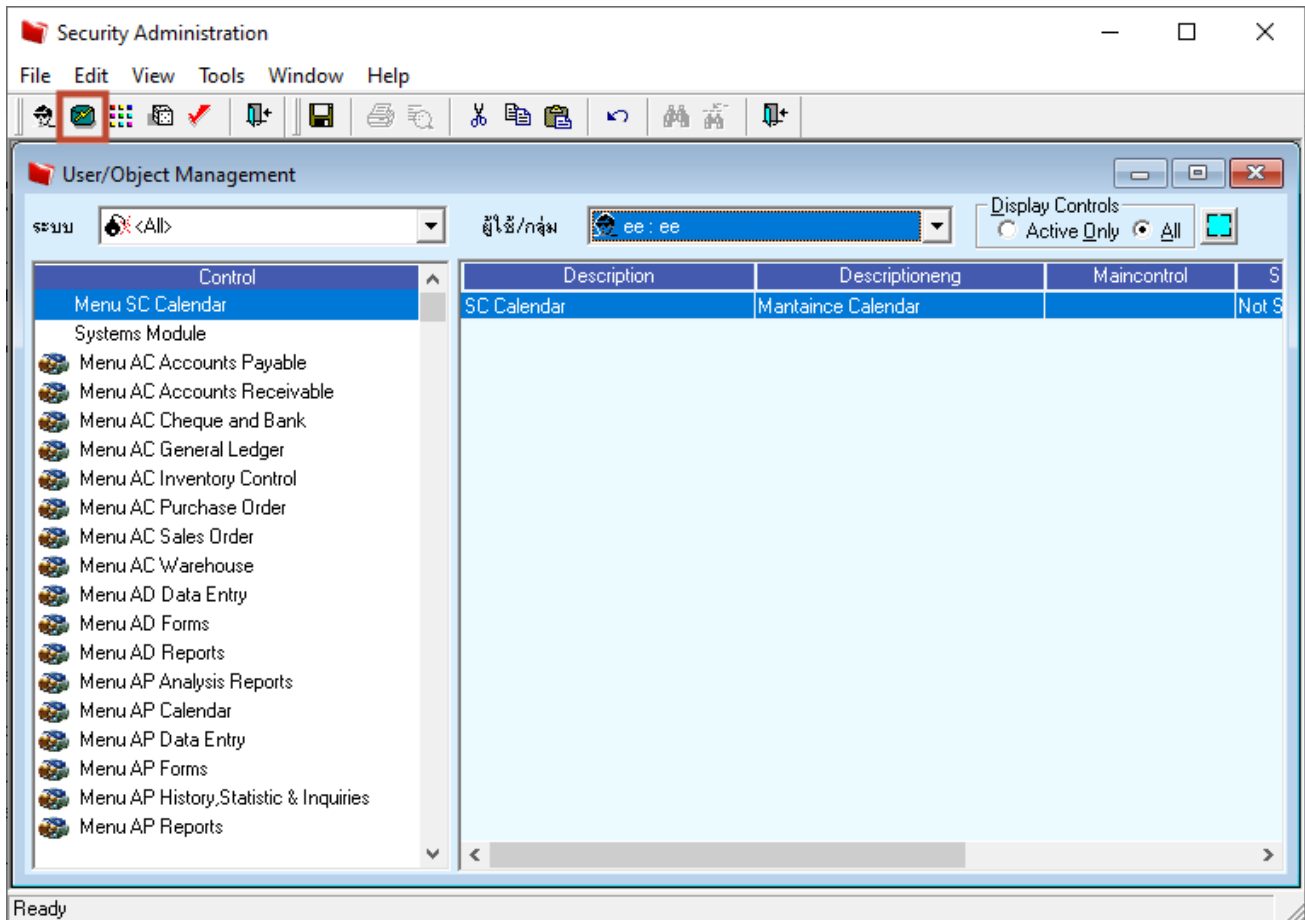 Security Administration
File Edit View Tools Window Help
User/Object Management
ระบบ <All> ผู้ใช้/กลุ่ม ee : ee Display Controls
Active Only All
Control Description Descriptioneng Maincontrol S
Menu SC Calendar SC Calendar Mantaince Calendar Not S
Systems Module
Menu AC Accounts Payable
Menu AC Accounts Receivable
Menu AC Cheque and Bank
Menu AC General Ledger
Menu AC Inventory Control
Menu AC Purchase Order
Menu AC Sales Order
Menu AC Warehouse
Menu AD Data Entry
Menu AD Forms
Menu AD Reports
Menu AP Analysis Reports
Menu AP Calendar
Menu AP Data Entry
Menu AP Forms
Menu AP History,Statistic & Inquiries
Menu AP Reports
Ready